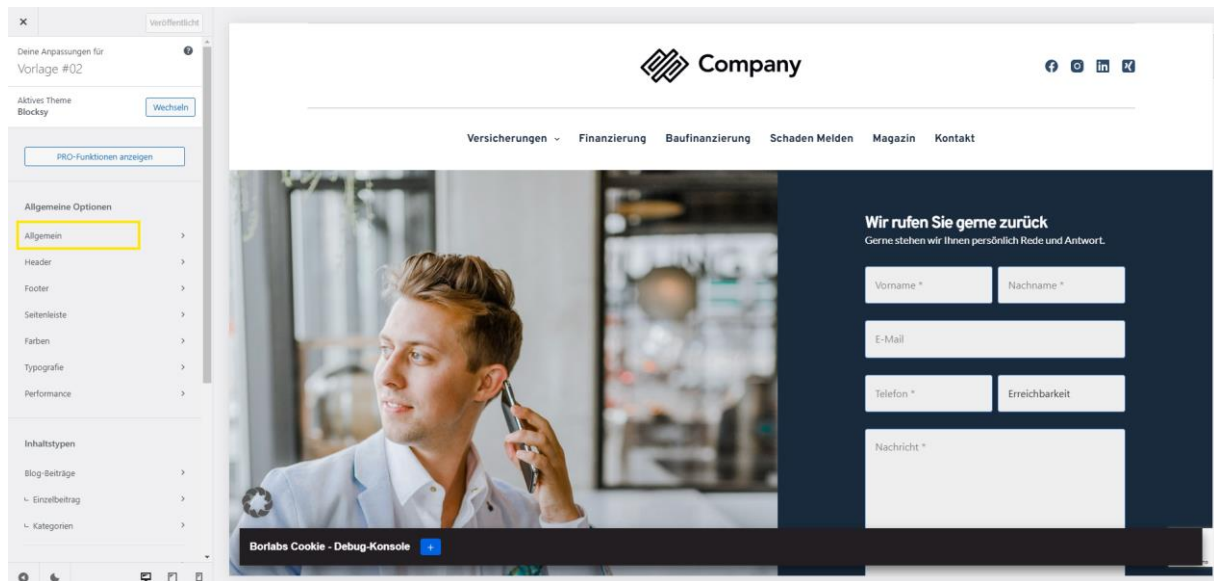 Veröffentlicht
Deine Anpassungen für
Vorlage #02
Aktives Theme
Blocksy
Wechseln
PRO-Funktionen anzeigen
Allgemeine Optionen
Allgemein
Header
Footer
Seitenleiste
Farben
Typografie
Performance
Inhaltstypen
Blog-Beiträge
Einzelbeitrag
Kategorien
Company
Versicherungen Finanzierung Baufinanzierung Schaden Melden Magazin Kontakt
Wir rufen Sie gerne zurück
Gerne stehen wir Ihnen persönlich Rede und Antwort.
Vorname * Nachname *
E-Mail
Telefon * Erreichbarkeit
Nachricht *
Borlabs Cookie - Debug-Konsole +